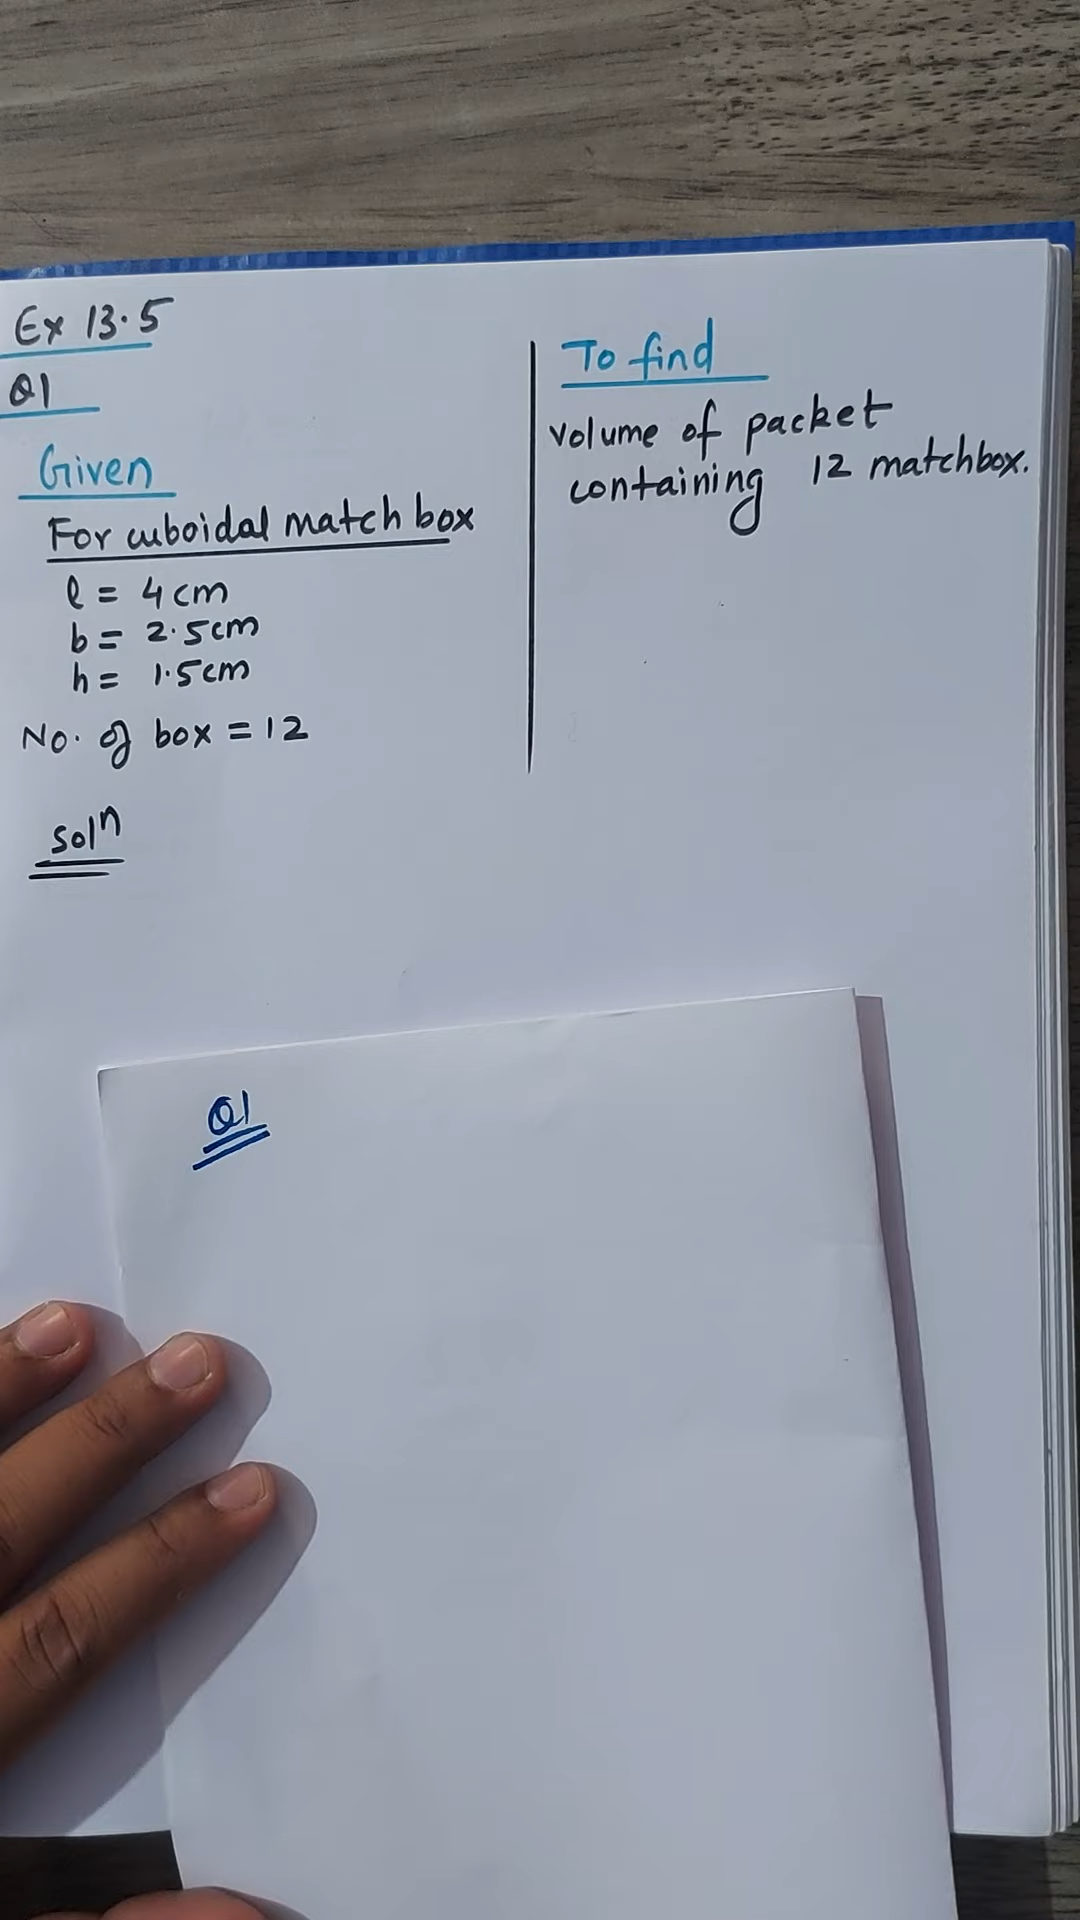 Ex 13.5
Q1
Given
For cuboidal match box
l = 4cm
b = 2.5cm
h = 1.5cm
No. of box = 12
To find
volume of packet
containing 12 matchbox.
Solⁿ
Q1